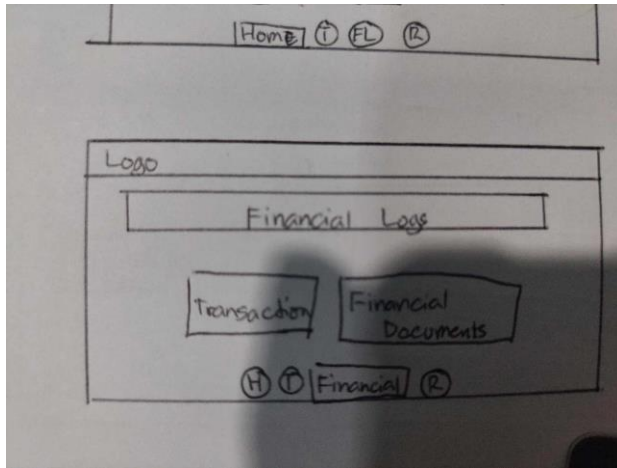 Home T FL R
Logo
Financial Logs
Transaction
Financial
Documents
H T Financial R